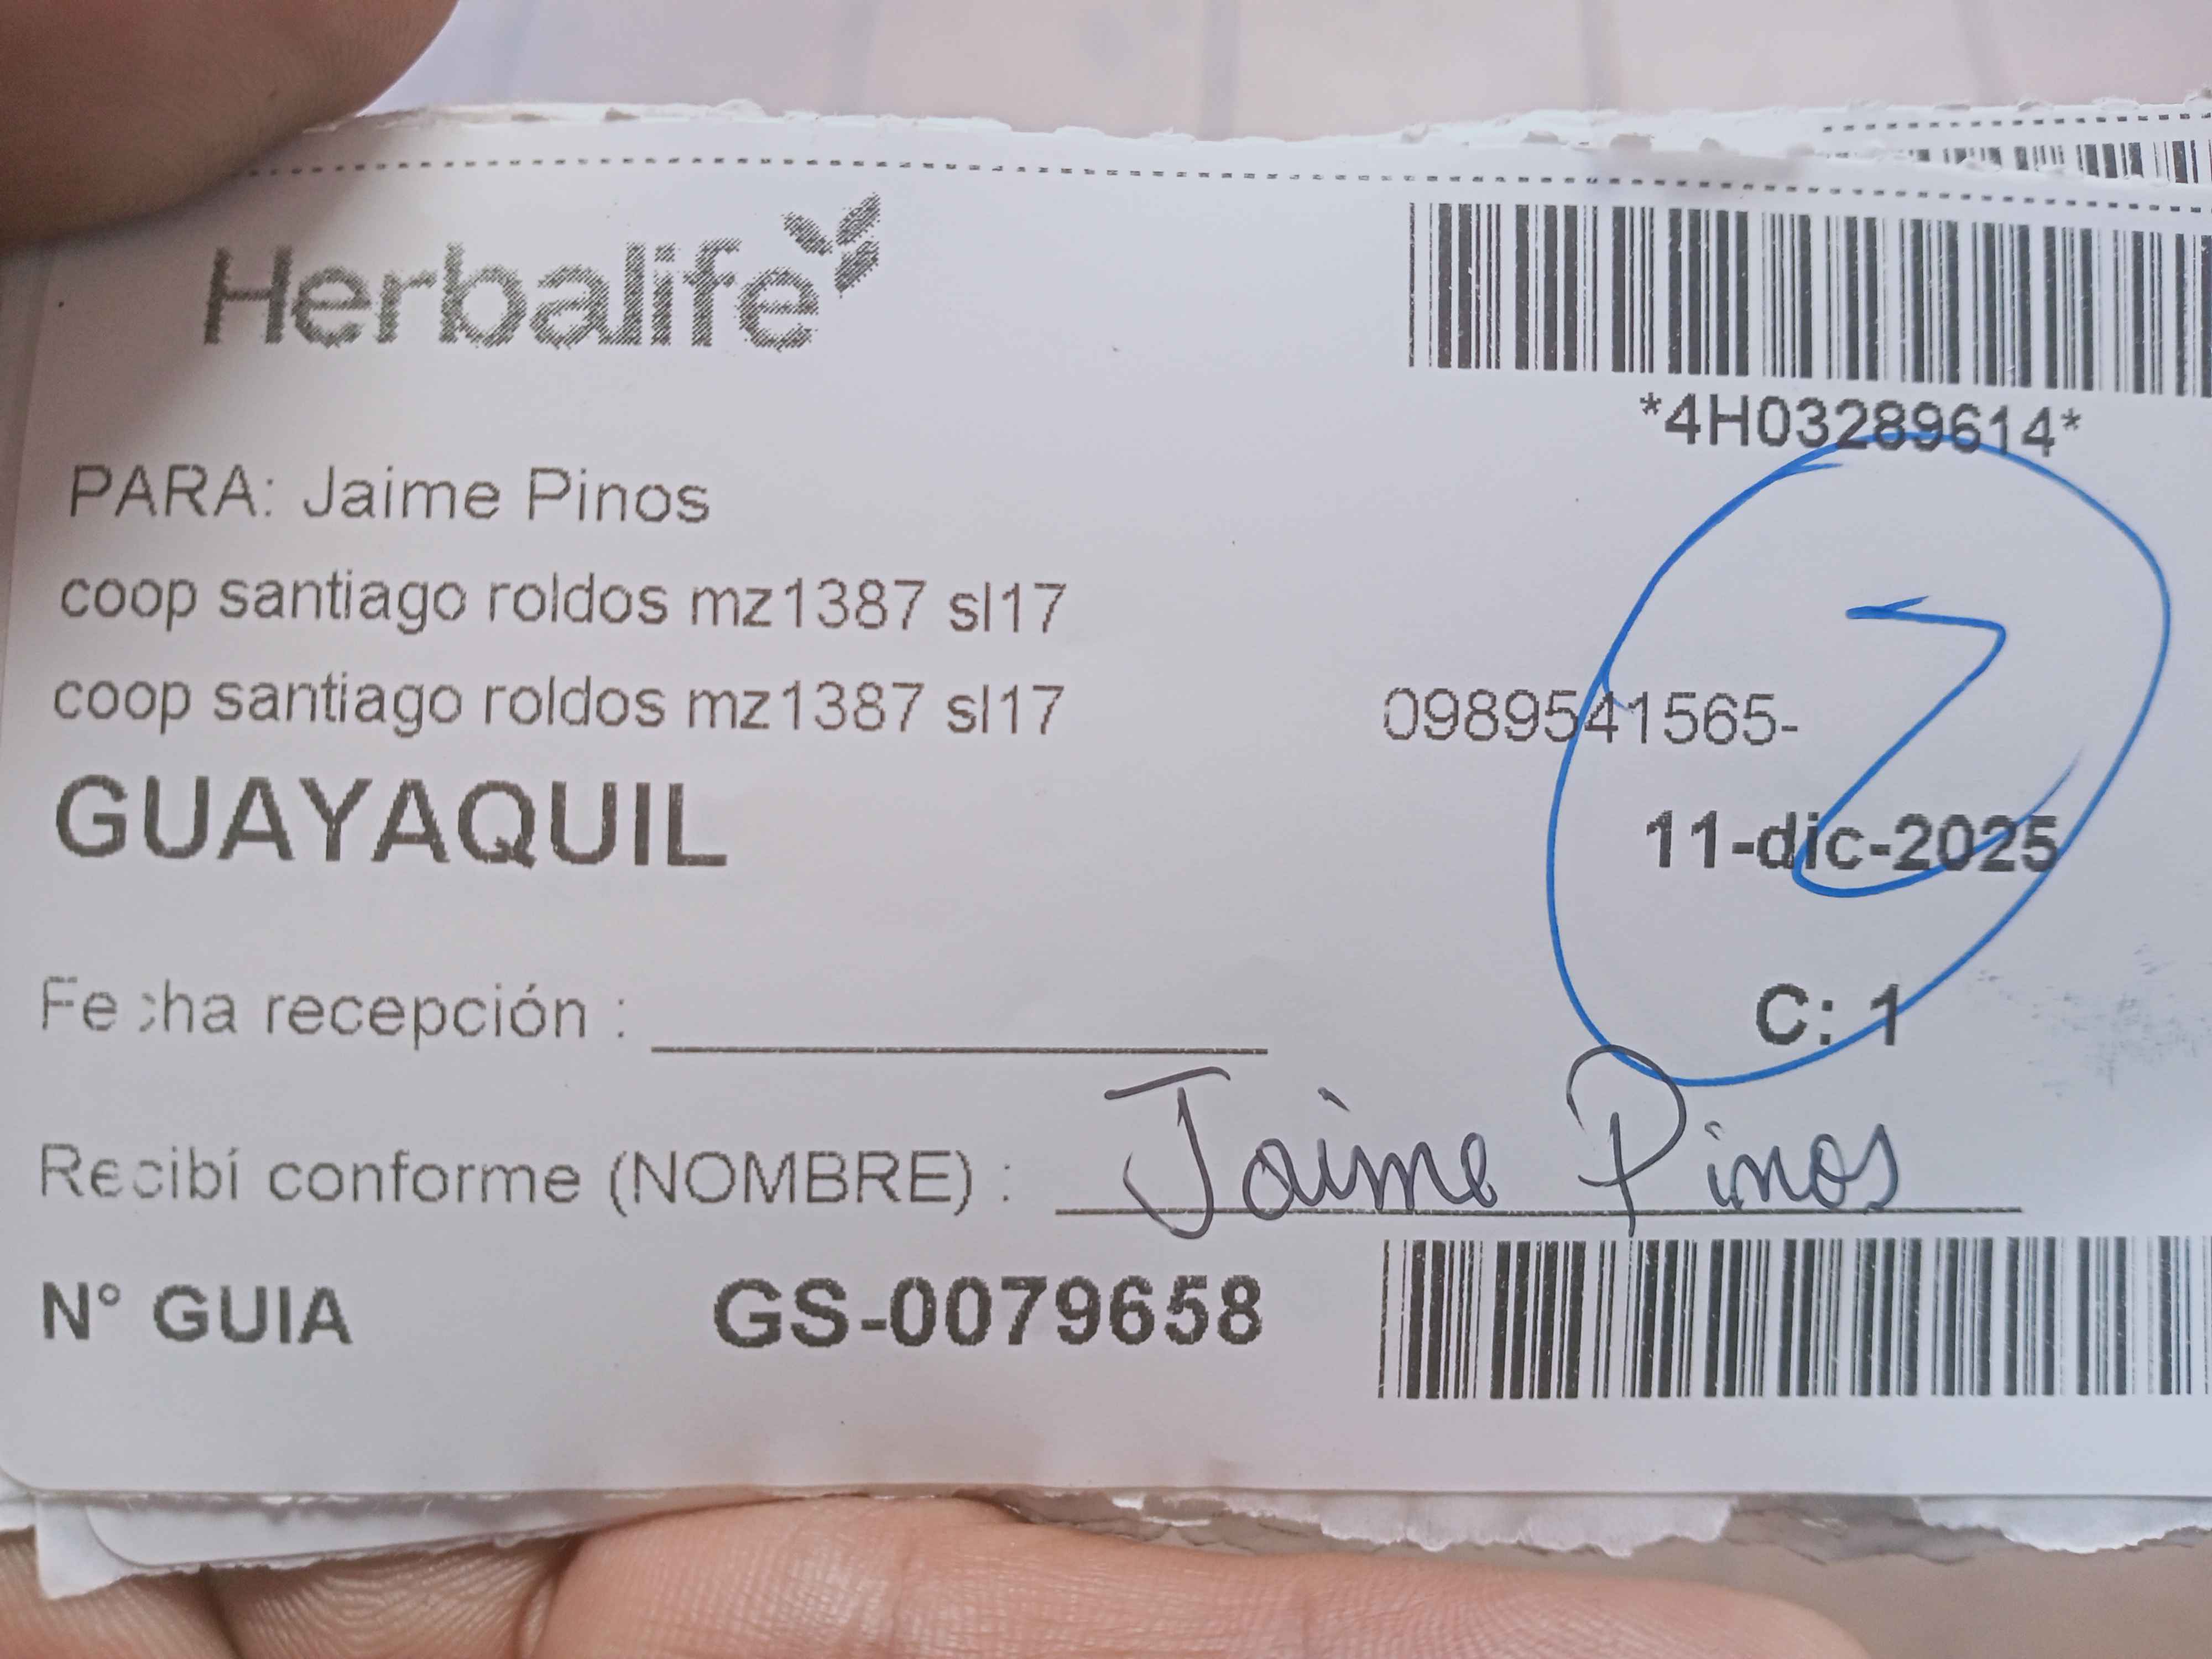 Herbalife
*4H03289614*
PARA: Jaime Pinos
coop santiago roldos mz1387 sl17
coop santiago roldos mz1387 sl17 0989541565-
GUAYAQUIL 11-dic-2025
Fecha recepción :
C: 1
Recibí conforme (NOMBRE) : Jaime Pinos
N° GUIA GS-0079658